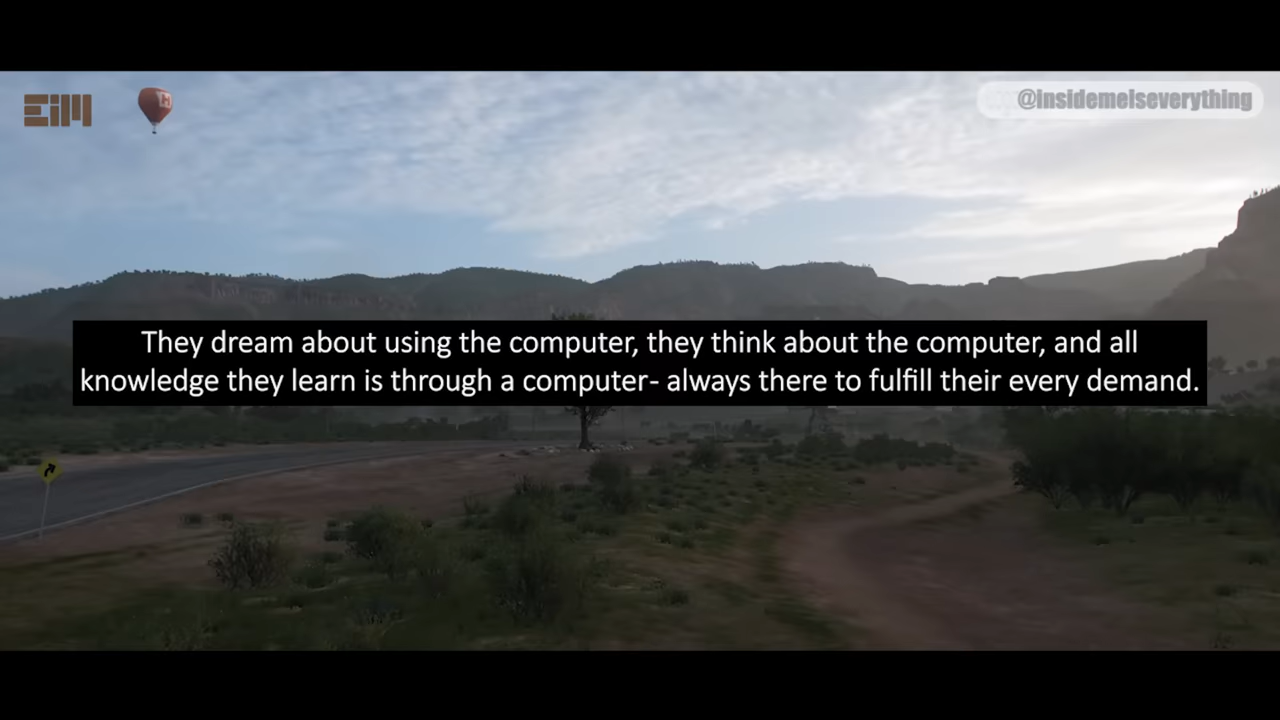 EIM
@insidemeIseverything
They dream about using the computer, they think about the computer, and all
knowledge they learn is through a computer- always there to fulfill their every demand.